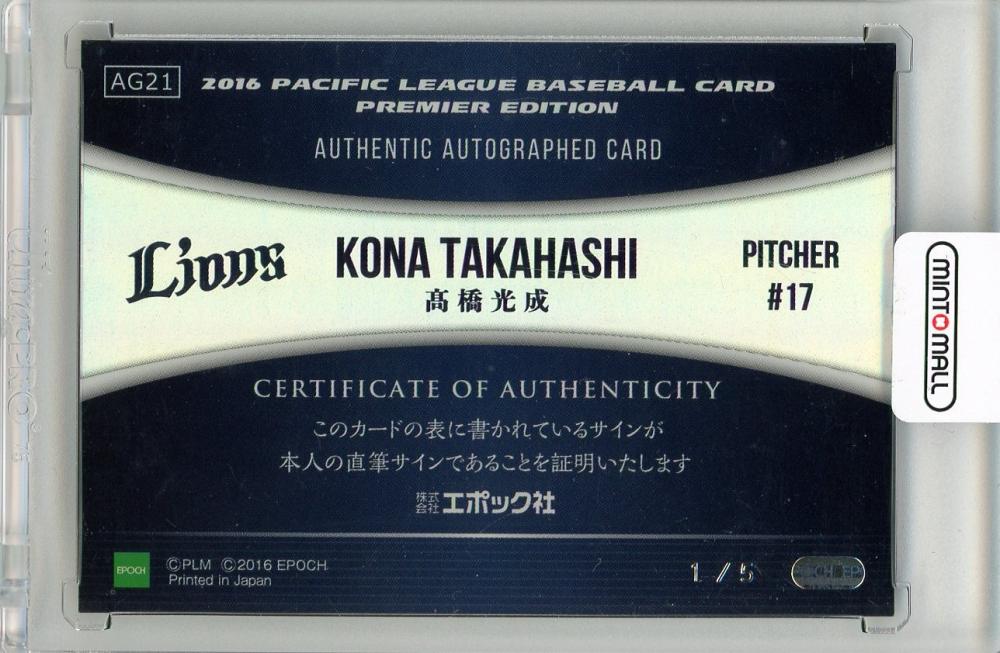 AG21
2016 PACIFIC LEAGUE BASEBALL CARD
PREMIER EDITION
AUTHENTIC AUTOGRAPHED CARD
Lions
KONA TAKAHASHI
髙橋光成
PITCHER
#17
MINT MALL
CERTIFICATE OF AUTHENTICITY
このカードの表に書かれているサインが
本人の直筆サインであることを証明いたします
株式会社エポック社
EPOCH
©PLM ©2016 EPOCH
Printed in Japan
1/5